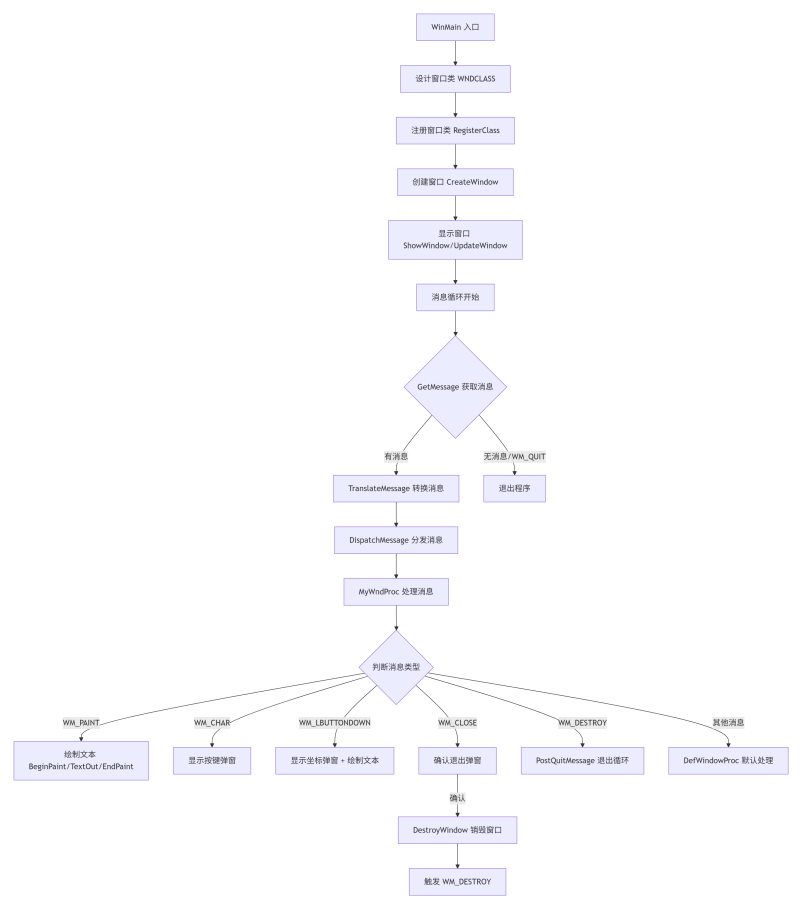 WinMain 入口
设计窗口类 WNDCLASS
注册窗口类 RegisterClass
创建窗口 CreateWindow
显示窗口
ShowWindow/UpdateWindow
消息循环开始
GetMessage 获取消息
有消息
无消息/WM_QUIT
TranslateMessage 转换消息
退出程序
DispatchMessage 分发消息
MyWndProc 处理消息
判断消息类型
WM_PAINT
WM_CHAR
WM_LBUTTONDOWN
WM_CLOSE
WM_DESTROY
其他消息
绘制文本
BeginPaint/TextOut/EndPaint
显示按键弹窗
显示坐标弹窗 + 绘制文本
确认退出弹窗
PostQuitMessage 退出循环
DefWindowProc 默认处理
确认
DestroyWindow 销毁窗口
触发 WM_DESTROY